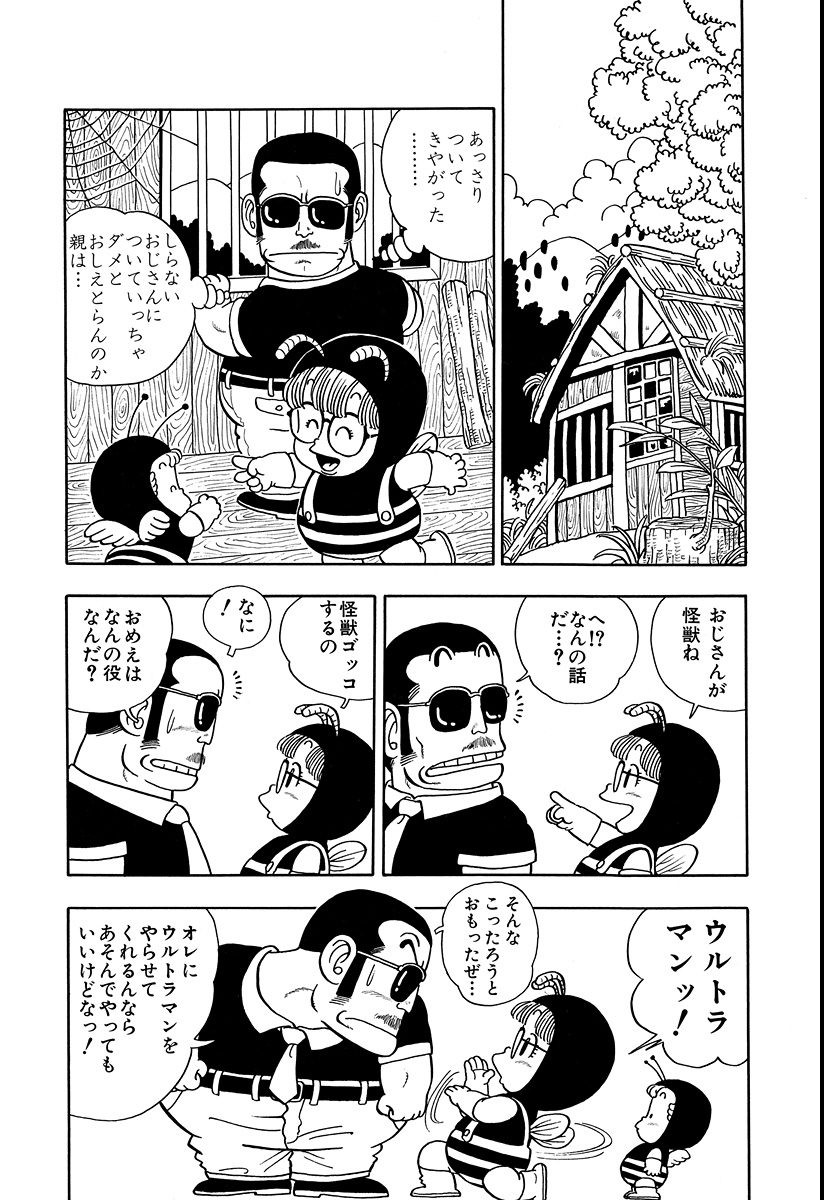 あっさり
ついて
きやがった
………
しらない
おじさんに
ついていっちゃ
ダメと
おしえとらんのか
親は…
おじさんが
怪獣ね
へ!?
なんの話
だ…?
怪獣ゴッコ
するの
なに
!
おめえは
なんの役
なんだ?
ウルトラ
マンッ!
そんな
こったろうと
おもったぜ…
オレに
ウルトラマンを
やらせて
くれるんなら
あそんでやっても
いいけどなっ!